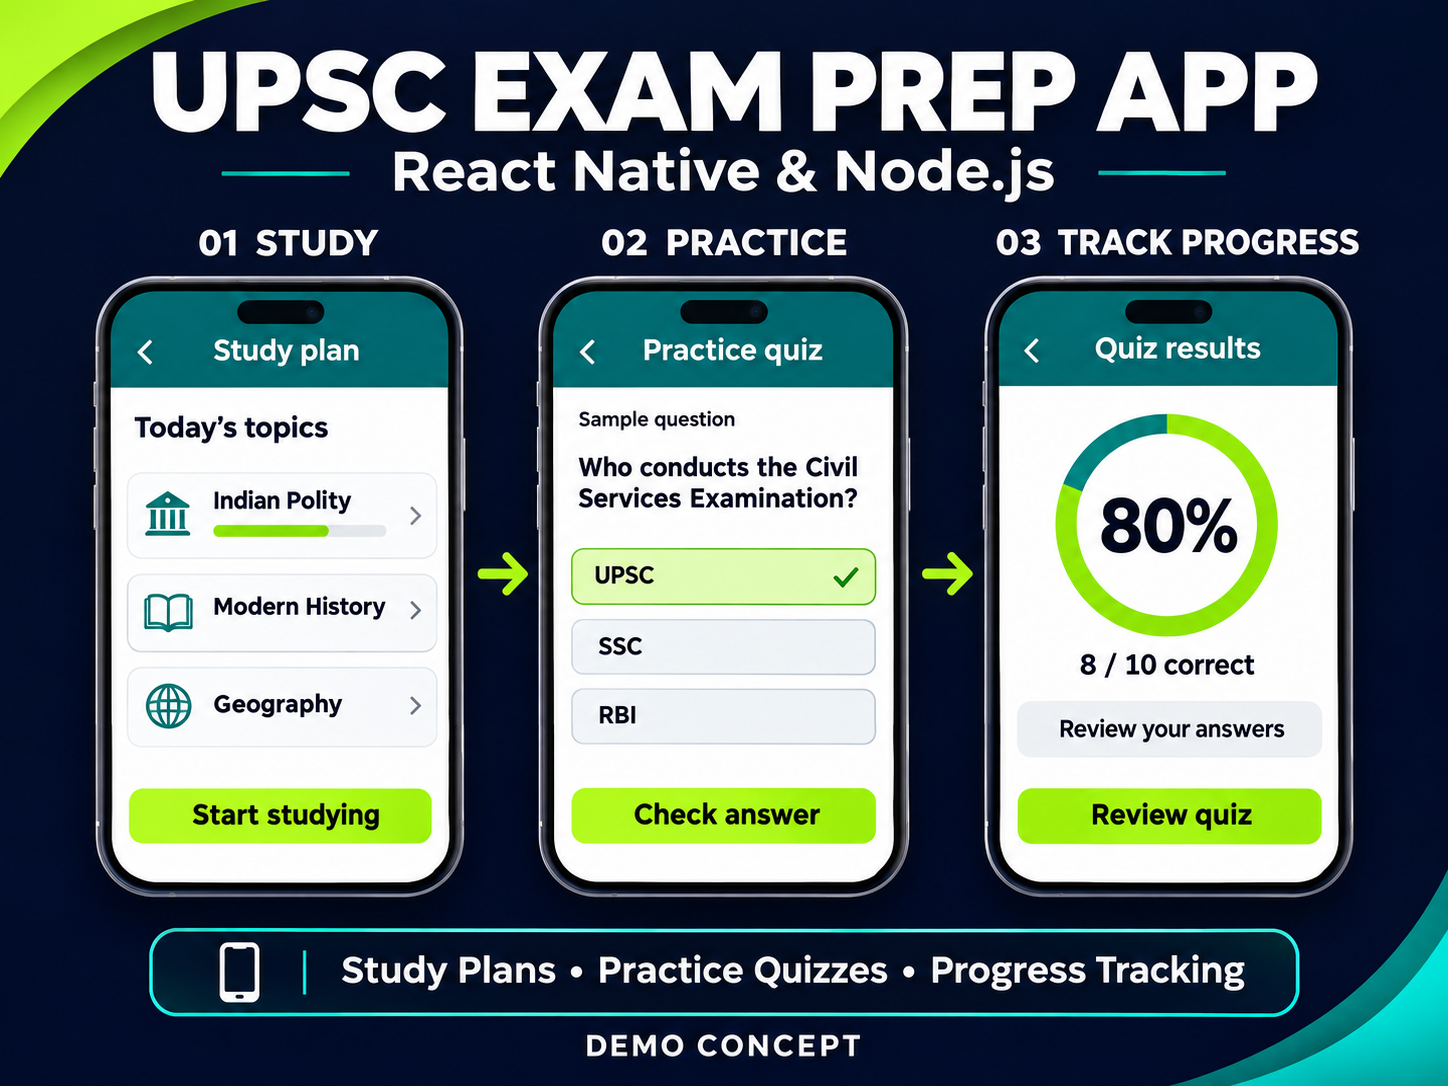 UPSC EXAM PREP APP
React Native & Node.js
01 STUDY
Study plan
Today's topics
Indian Polity
Modern History
Geography
Start studying
02 PRACTICE
Practice quiz
Sample question
Who conducts the Civil
Services Examination?
UPSC
SSC
RBI
Check answer
03 TRACK PROGRESS
Quiz results
80%
8 / 10 correct
Review your answers
Review quiz
Study Plans • Practice Quizzes • Progress Tracking
DEMO CONCEPT